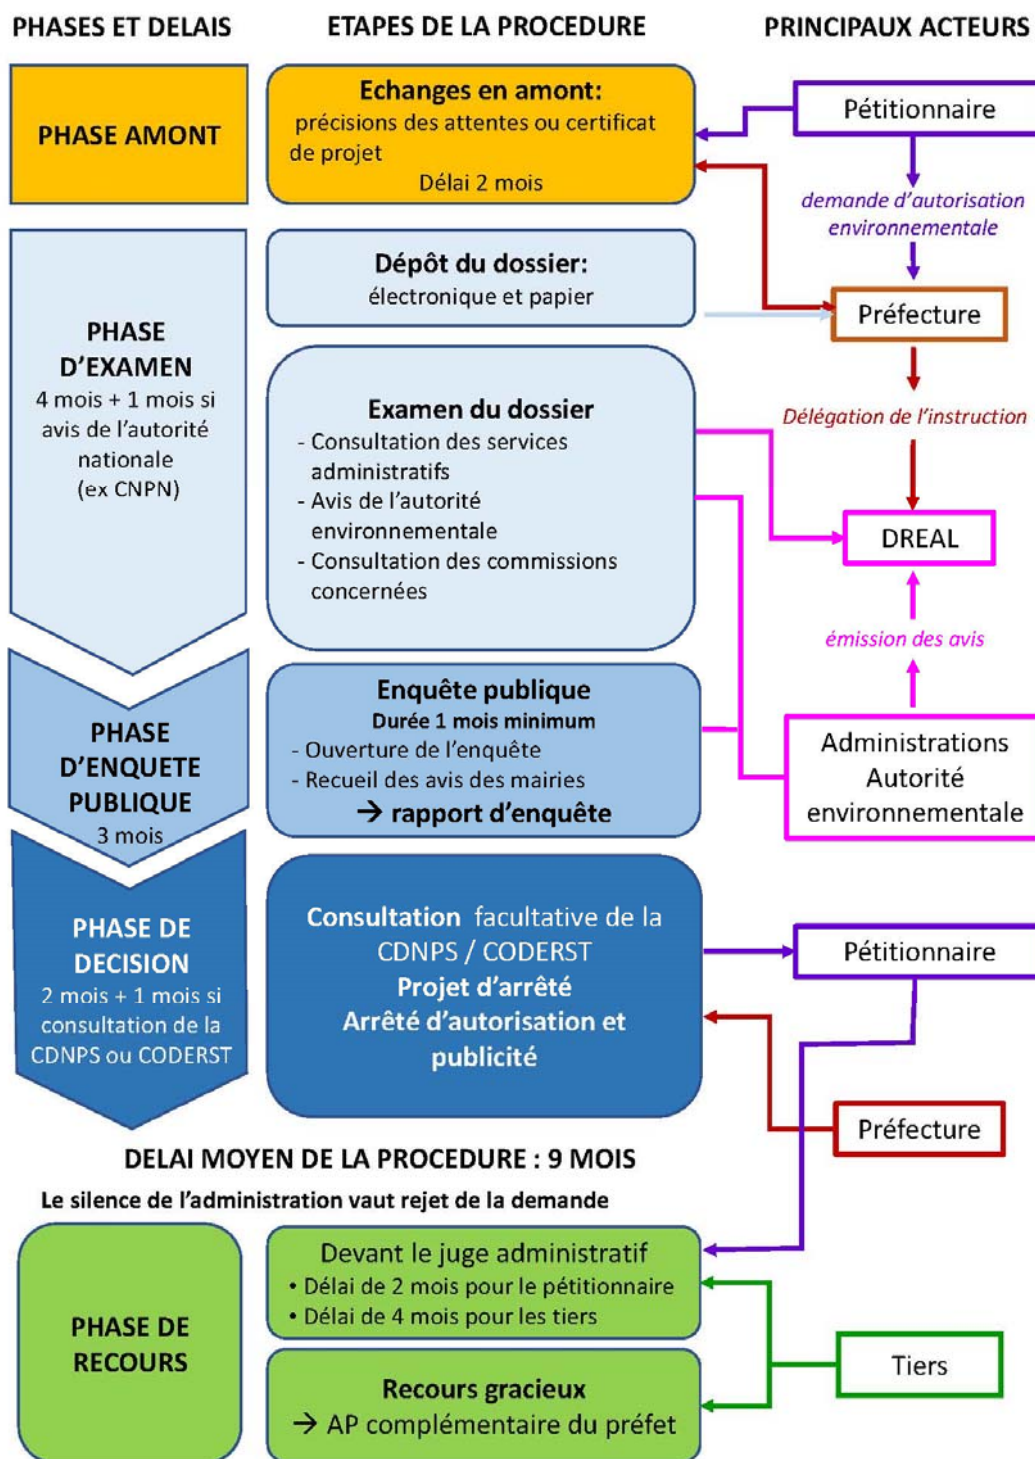 PHASES ET DELAIS
ETAPES DE LA PROCEDURE
PRINCIPAUX ACTEURS
PHASE AMONT
Echanges en amont:
précisions des attentes ou certificat
de projet
Délai 2 mois
Pétitionnaire
demande d'autorisation
environnementale
Dépôt du dossier:
électronique et papier
Préfecture
PHASE
D'EXAMEN
4 mois + 1 mois si
avis de l'autorité
nationale
(ex CNPN)
Examen du dossier
- Consultation des services
administratifs
- Avis de l'autorité
environnementale
- Consultation des commissions
concernées
Délégation de l'instruction
DREAL
émission des avis
PHASE
D'ENQUETE
PUBLIQUE
3 mois
Enquête publique
Durée 1 mois minimum
- Ouverture de l'enquête
- Recueil des avis des mairies
→ rapport d'enquête
Administrations
Autorité
environnementale
PHASE DE
DECISION
2 mois + 1 mois si
consultation de la
CDNPS ou CODERST
Consultation facultative de la
CDNPS / CODERST
Projet d'arrêté
Arrêté d'autorisation et
publicité
Pétitionnaire
Préfecture
DELAI MOYEN DE LA PROCEDURE : 9 MOIS
Le silence de l'administration vaut rejet de la demande
PHASE DE
RECOURS
Devant le juge administratif
• Délai de 2 mois pour le pétitionnaire
• Délai de 4 mois pour les tiers
Recours gracieux
→ AP complémentaire du préfet
Tiers